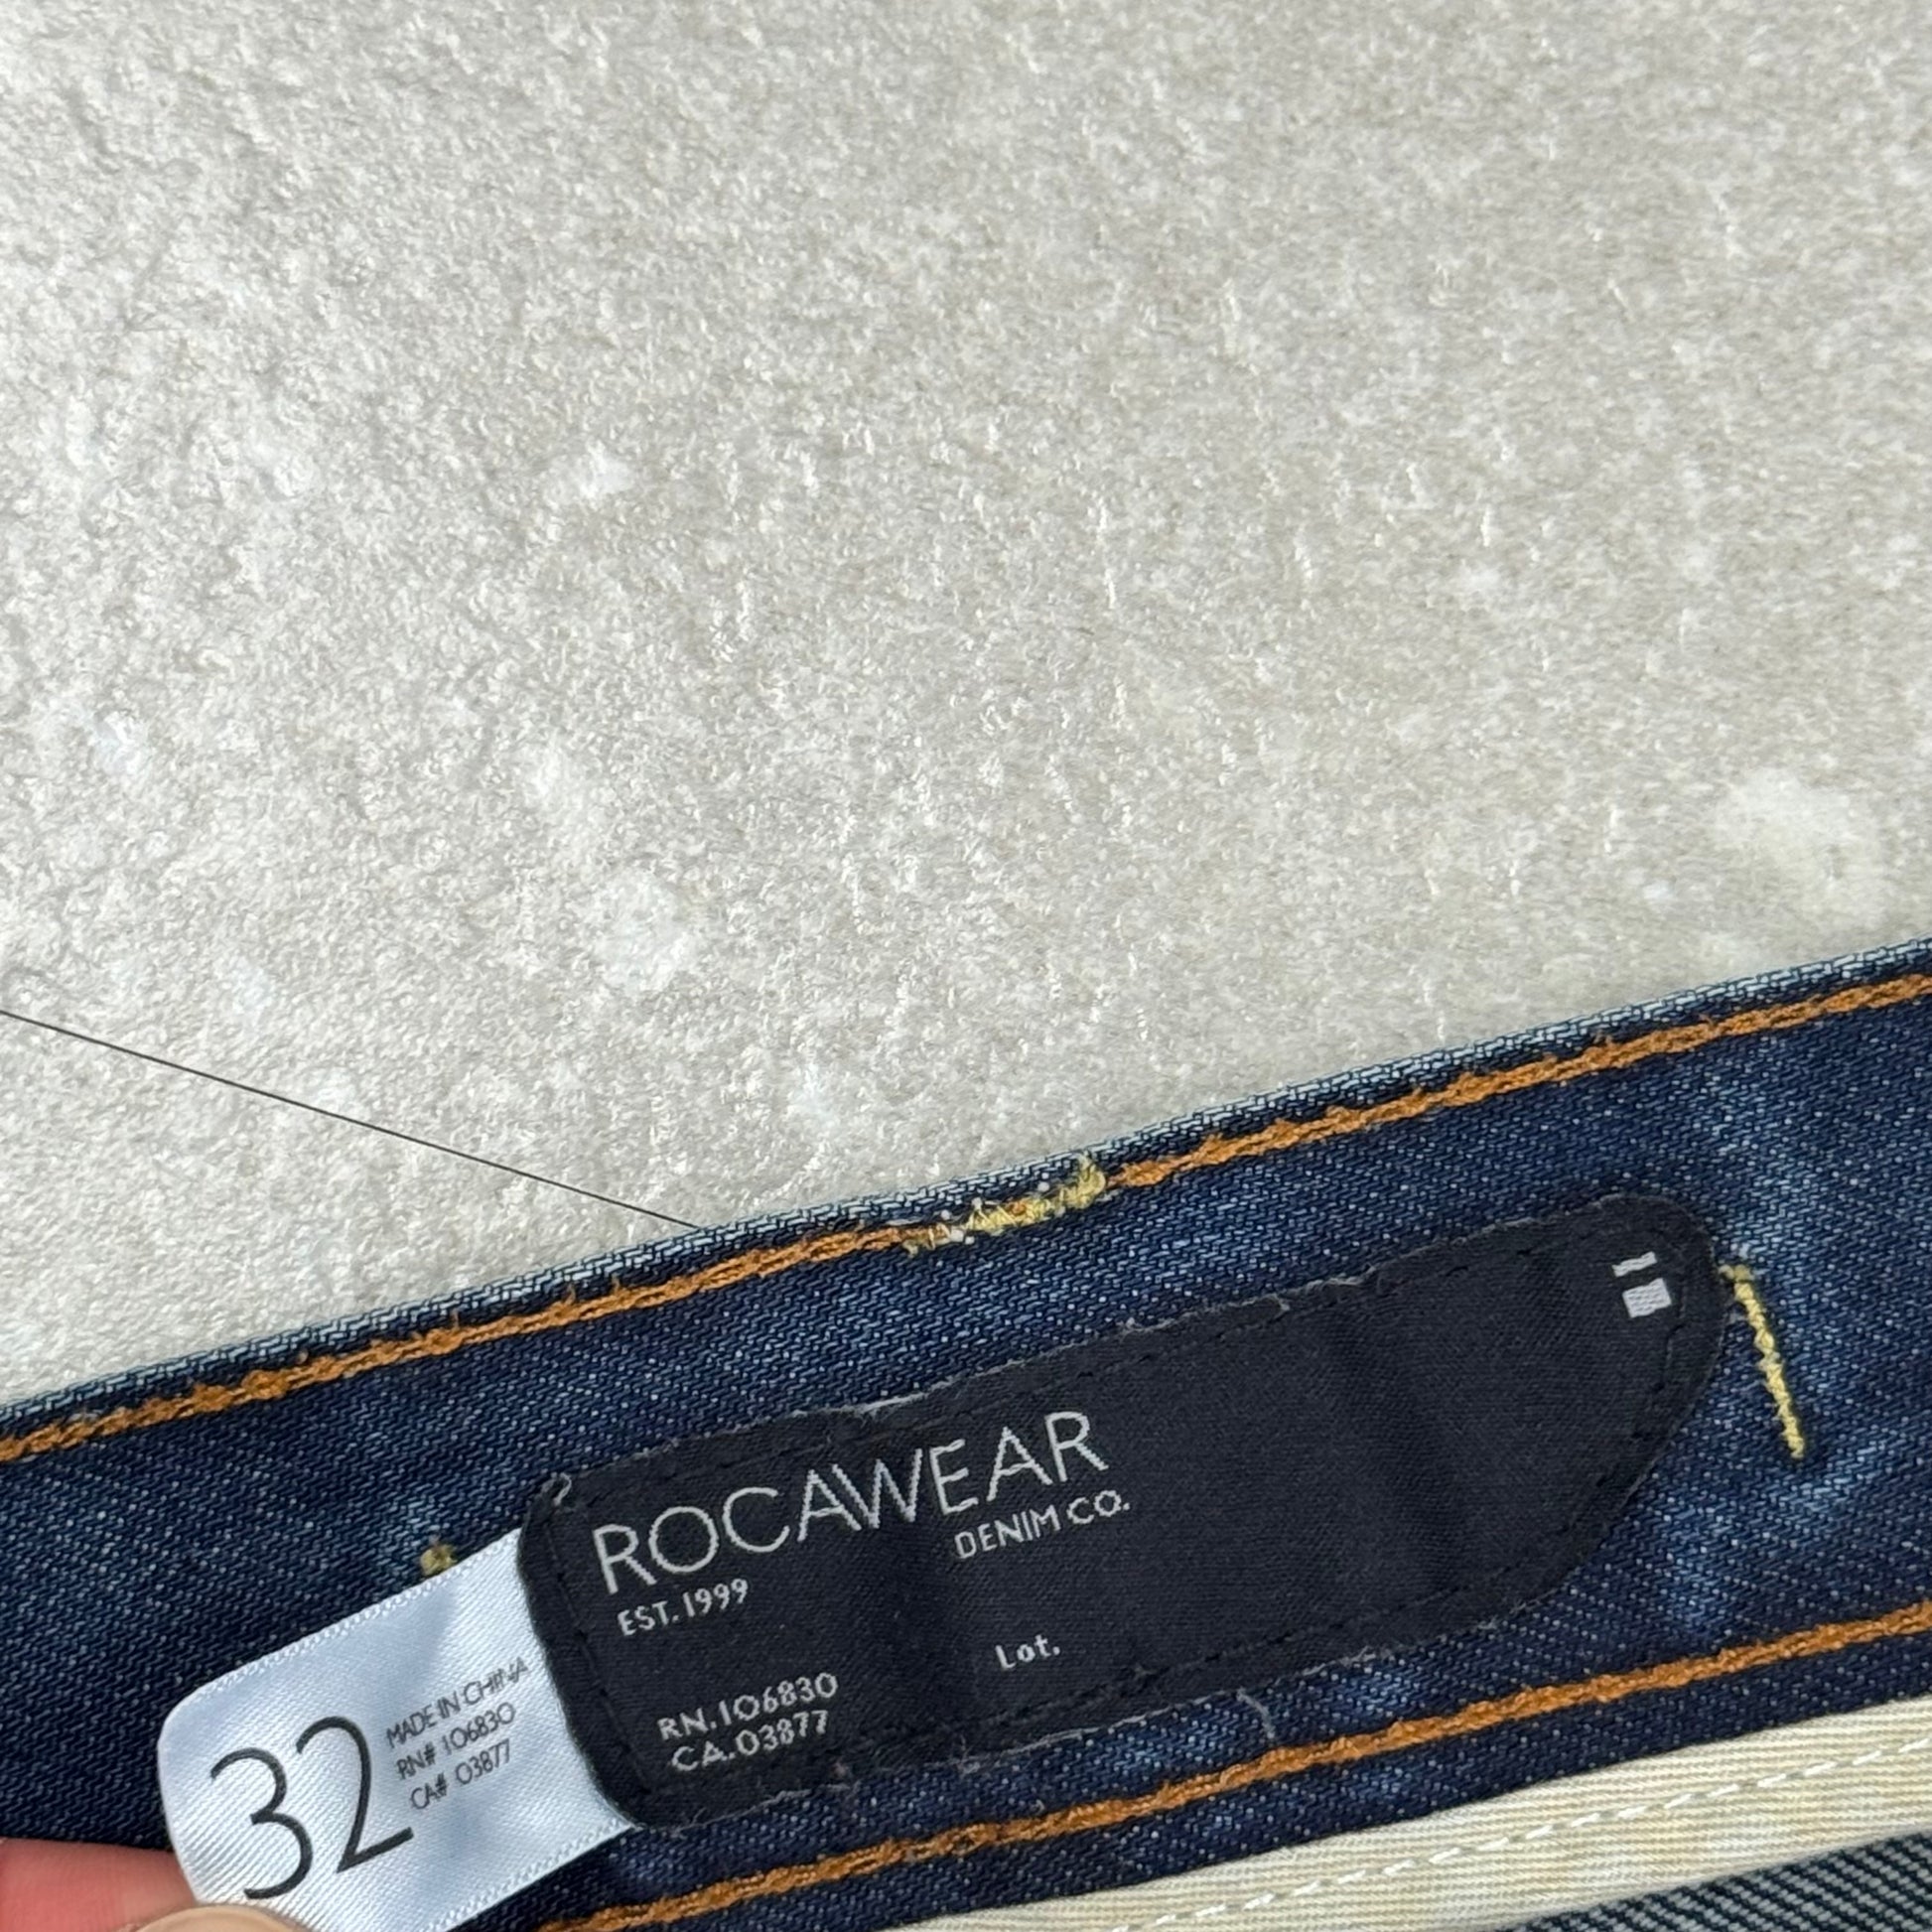 ROCAWEAR
DENIM CO.
EST. 1999
Lot.
RN. 106830
CA. 03877
32
MADE IN CHINA
RN# 106830
CA# 03877